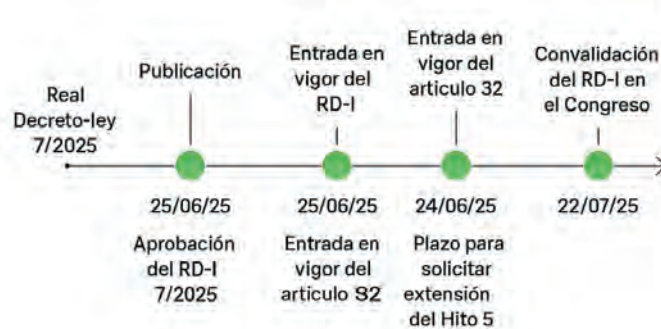 Real
Decreto-ley
7/2025
Publicación
Entrada en
vigor del
RD-I
Entrada en
vigor del
articulo 32
Convalidación
del RD-I en
el Congreso
25/06/25
25/06/25
24/06/25
22/07/25
Aprobación
del RD-I
7/2025
Entrada en
vigor del
artículo 32
Plazo para
solicitar
extensión
del Hito 5